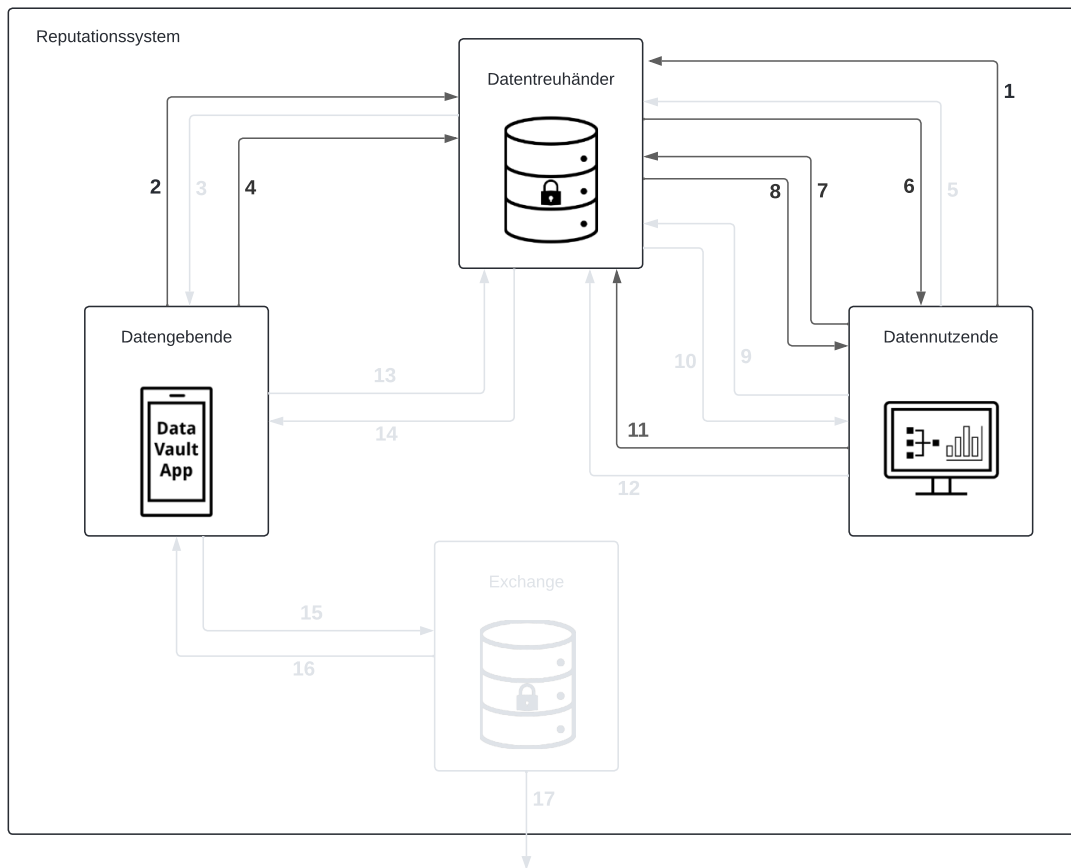 Reputationssystem
Datentreuhänder
1
2
3
4
8
7
6
5
Datengebende
Datennutzende
Data
Vault
App
13
14
10
9
11
12
Exchange
15
16
17